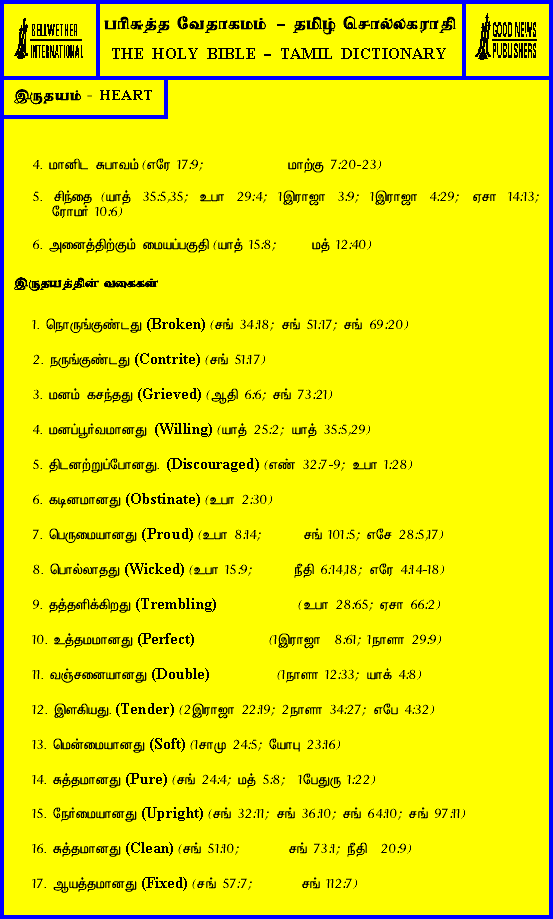 BELLWETHER
INTERNATIONAL
பரிசுத்த வேதாகமம் – தமிழ் சொல்லகராதி
THE HOLY BIBLE – TAMIL DICTIONARY
GOOD NEWS
PUBLISHERS
இருதயம் - HEART
4. மானிட சுபாவம் (எரே 17:9; மாற்கு 7:20-23)
5. சிந்தை (யாத் 35:5,35; உபா 29:4; 1இராஜா 3:9; 1இராஜா 4:29; ஏசா 14:13;
ரோமர் 10:6)
6. அனைத்திற்கும் மையப்பகுதி (யாத் 15:8; மத் 12:40)
இருதயத்தின் வகைகள்
1. நொருங்குண்டது (Broken) (சங் 34:18; சங் 51:17; சங் 69:20)
2. நருங்குண்டது (Contrite) (சங் 51:17)
3. மனம் கசந்தது (Grieved) (ஆதி 6:6; சங் 73:21)
4. மனப்பூர்வமானது (Willing) (யாத் 25:2; யாத் 35:5,29)
5. திடனற்றுப்போனது. (Discouraged) (எண் 32:7-9; உபா 1:28)
6. கடினமானது (Obstinate) (உபா 2:30)
7. பெருமையானது (Proud) (உபா 8:14; சங் 101:5; எசே 28:5,17)
8. பொல்லாதது (Wicked) (உபா 15:9; நீதி 6:14,18; எரே 4:14-18)
9. தத்தளிக்கிறது (Trembling) (உபா 28:65; ஏசா 66:2)
10. உத்தமமானது (Perfect) (1இராஜா 8:61; 1நாளா 29:9)
11. வஞ்சனையானது (Double) (1நாளா 12:33; யாக் 4:8)
12. இளகியது. (Tender) (2இராஜா 22:19; 2நாளா 34:27; எபே 4:32)
13. மென்மையானது (Soft) (1சாமு 24:5; யோபு 23:16)
14. சுத்தமானது (Pure) (சங் 24:4; மத் 5:8; 1பேதுரு 1:22)
15. நேர்மையானது (Upright) (சங் 32:11; சங் 36:10; சங் 64:10; சங் 97:11)
16. சுத்தமானது (Clean) (சங் 51:10; சங் 73:1; நீதி 20:9)
17. ஆயத்தமானது (Fixed) (சங் 57:7; சங் 112:7)